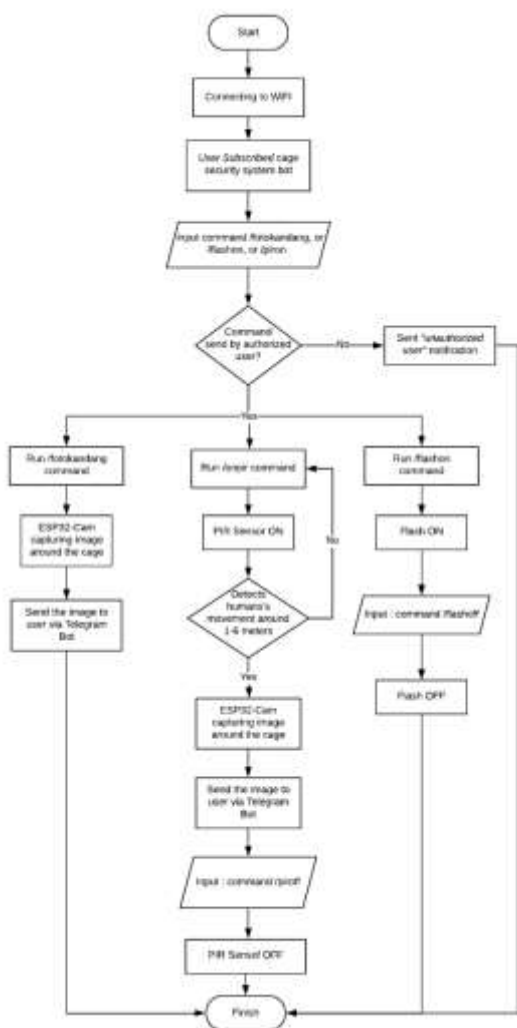 Start
Connecting to WiFi
User Subscribed cage
security system bot
Input command /fotokandang, or
/flashon, or /piron
Command
send by authorized
user?
No
Sent "unauthorized
user" notification
Yes
Run /fotokandang
command
ESP32-Cam
capturing image
around the cage
Send the image to
user via Telegram
Bot
Run /onpir command
PIR Sensor ON
No
Detects
humans's
movement around
1-6 meters
Yes
ESP32-Cam
capturing image
around the cage
Send the image to
user via Telegram
Bot
Input : command /piroff
PIR Sensor OFF
Run /flashon
command
Flash ON
Input : command /flashoff
Flash OFF
Finish